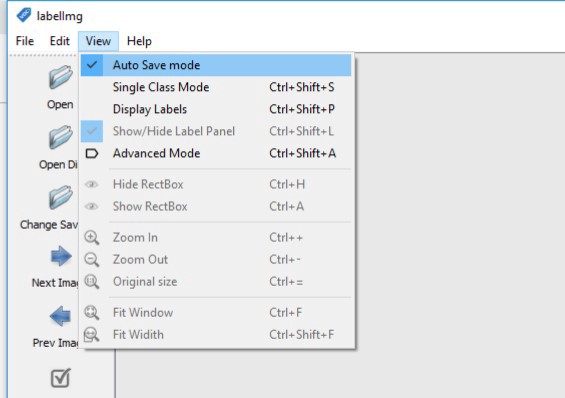 labelImg
File Edit View Help
Auto Save mode
Single Class Mode Ctrl+Shift+S
Display Labels Ctrl+Shift+P
Show/Hide Label Panel Ctrl+Shift+L
Advanced Mode Ctrl+Shift+A
Hide RectBox Ctrl+H
Show RectBox Ctrl+A
Zoom In Ctrl++
Zoom Out Ctrl+-
Original size Ctrl+=
Fit Window Ctrl+F
Fit Widith Ctrl+Shift+F
Open
Open Di
Change Sav
Next Ima
Prev Ima